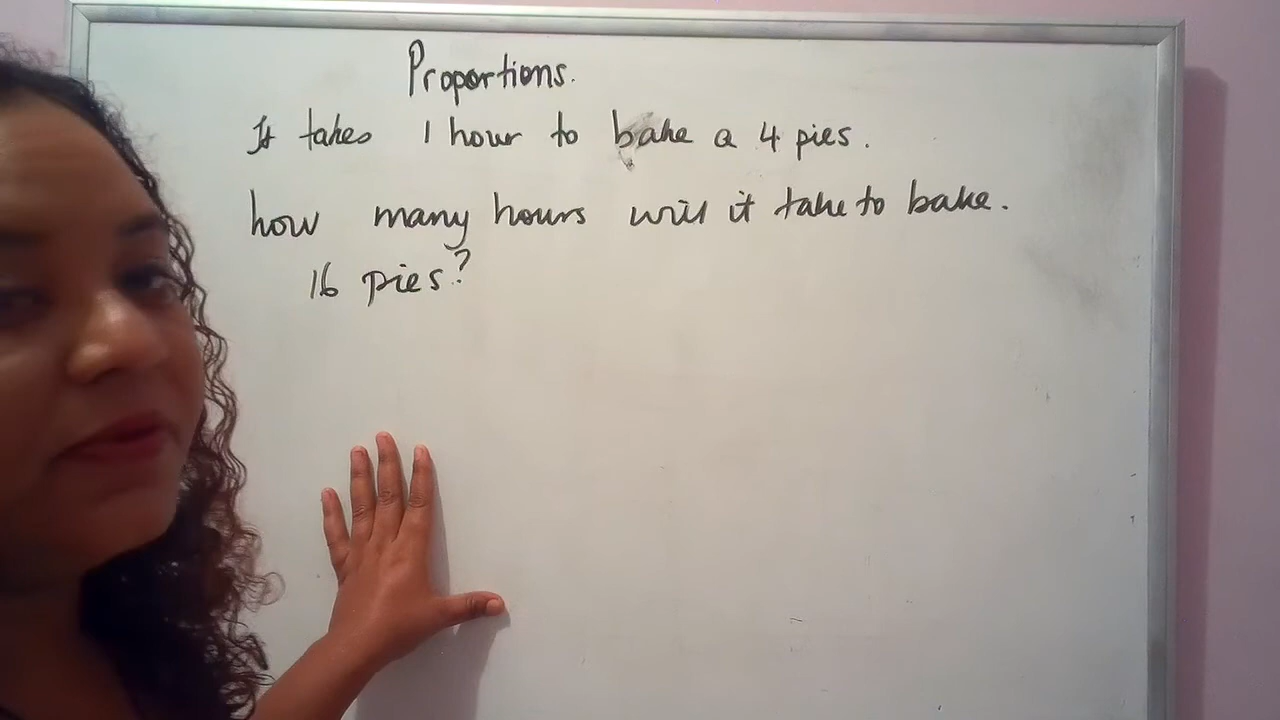 Proportions.
It takes 1 hour to bake a 4 pies.
how many hours will it take to bake.
16 pies?